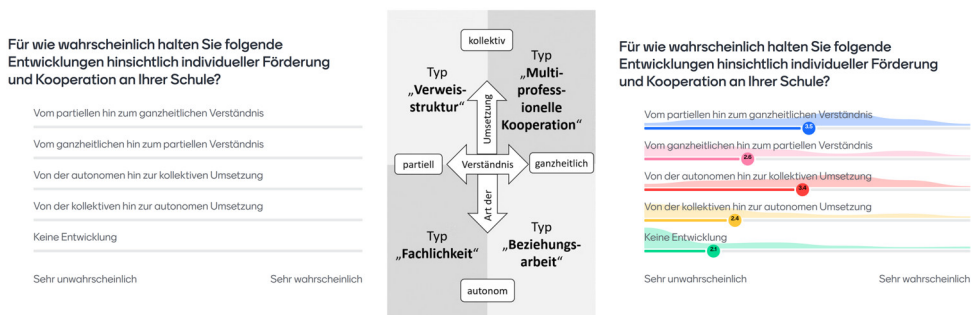 Für wie wahrscheinlich halten Sie folgende
Entwicklungen hinsichtlich individueller Förderung
und Kooperation an Ihrer Schule?
Vom partiellen hin zum ganzheitlichen Verständnis
Vom ganzheitlichen hin zum partiellen Verständnis
Von der autonomen hin zur kollektiven Umsetzung
Von der kollektiven hin zur autonomen Umsetzung
Keine Entwicklung
Sehr unwahrscheinlich
Sehr wahrscheinlich
kollektiv
Typ
„Verweis-
struktur“
Typ
„Multi-
profess-
ionelle
Kooperation“
Umsetzung
partiell
Verständnis
ganzheitlich
Art der
Typ
„Fachlichkeit“
Typ
„Beziehungs-
arbeit“
autonom
Für wie wahrscheinlich halten Sie folgende
Entwicklungen hinsichtlich individueller Förderung
und Kooperation an Ihrer Schule?
Vom partiellen hin zum ganzheitlichen Verständnis
3.5
Vom ganzheitlichen hin zum partiellen Verständnis
2.6
Von der autonomen hin zur kollektiven Umsetzung
3.4
Von der kollektiven hin zur autonomen Umsetzung
2.4
Keine Entwicklung
2.1
Sehr unwahrscheinlich
Sehr wahrscheinlich